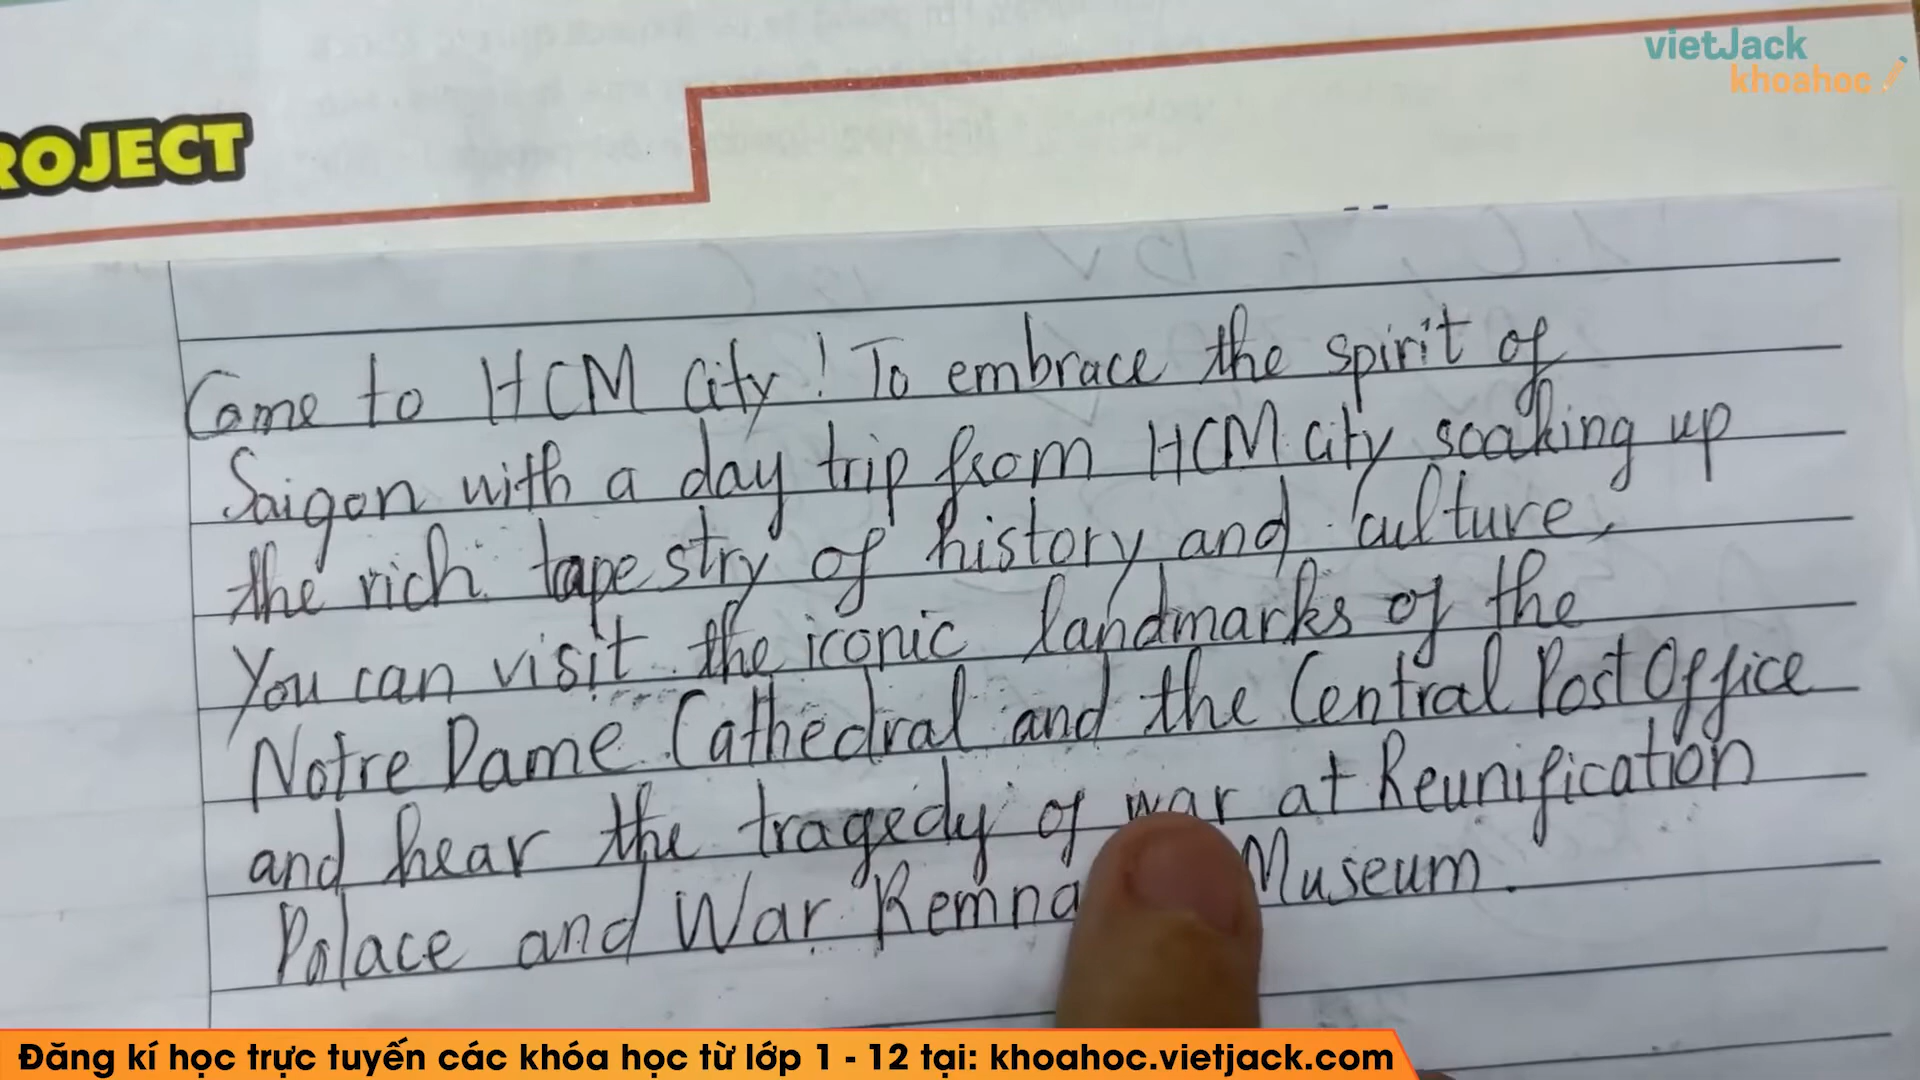 vietJack
khoahoc
ROJECT
Come to HCM City! To embrace the spirit of
Saigon with a day trip from HCM city soaking up
the rich tapestry of history and culture,
You can visit the iconic landmarks of the
Notre Dame Cathedral and the Central Post Office
and hear the tragedy of war at Reunification
Palace and War Remna Museum.
Đăng kí học trực tuyến các khóa học từ lớp 1 - 12 tại: khoahoc.vietjack.com